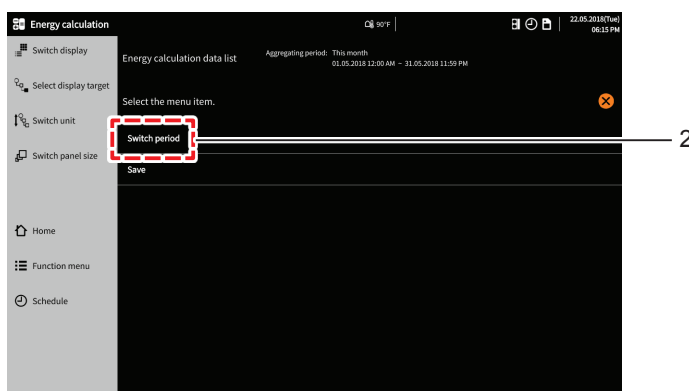 Energy calculation
90°F
22.05.2018(Tue)
06:15 PM
Switch display
Select display target
Switch unit
Switch panel size
Home
Function menu
Schedule
Energy calculation data list
Aggregating period: This month
01.05.2018 12:00 AM ~ 31.05.2018 11:59 PM
Select the menu item.
Switch period
2
Save